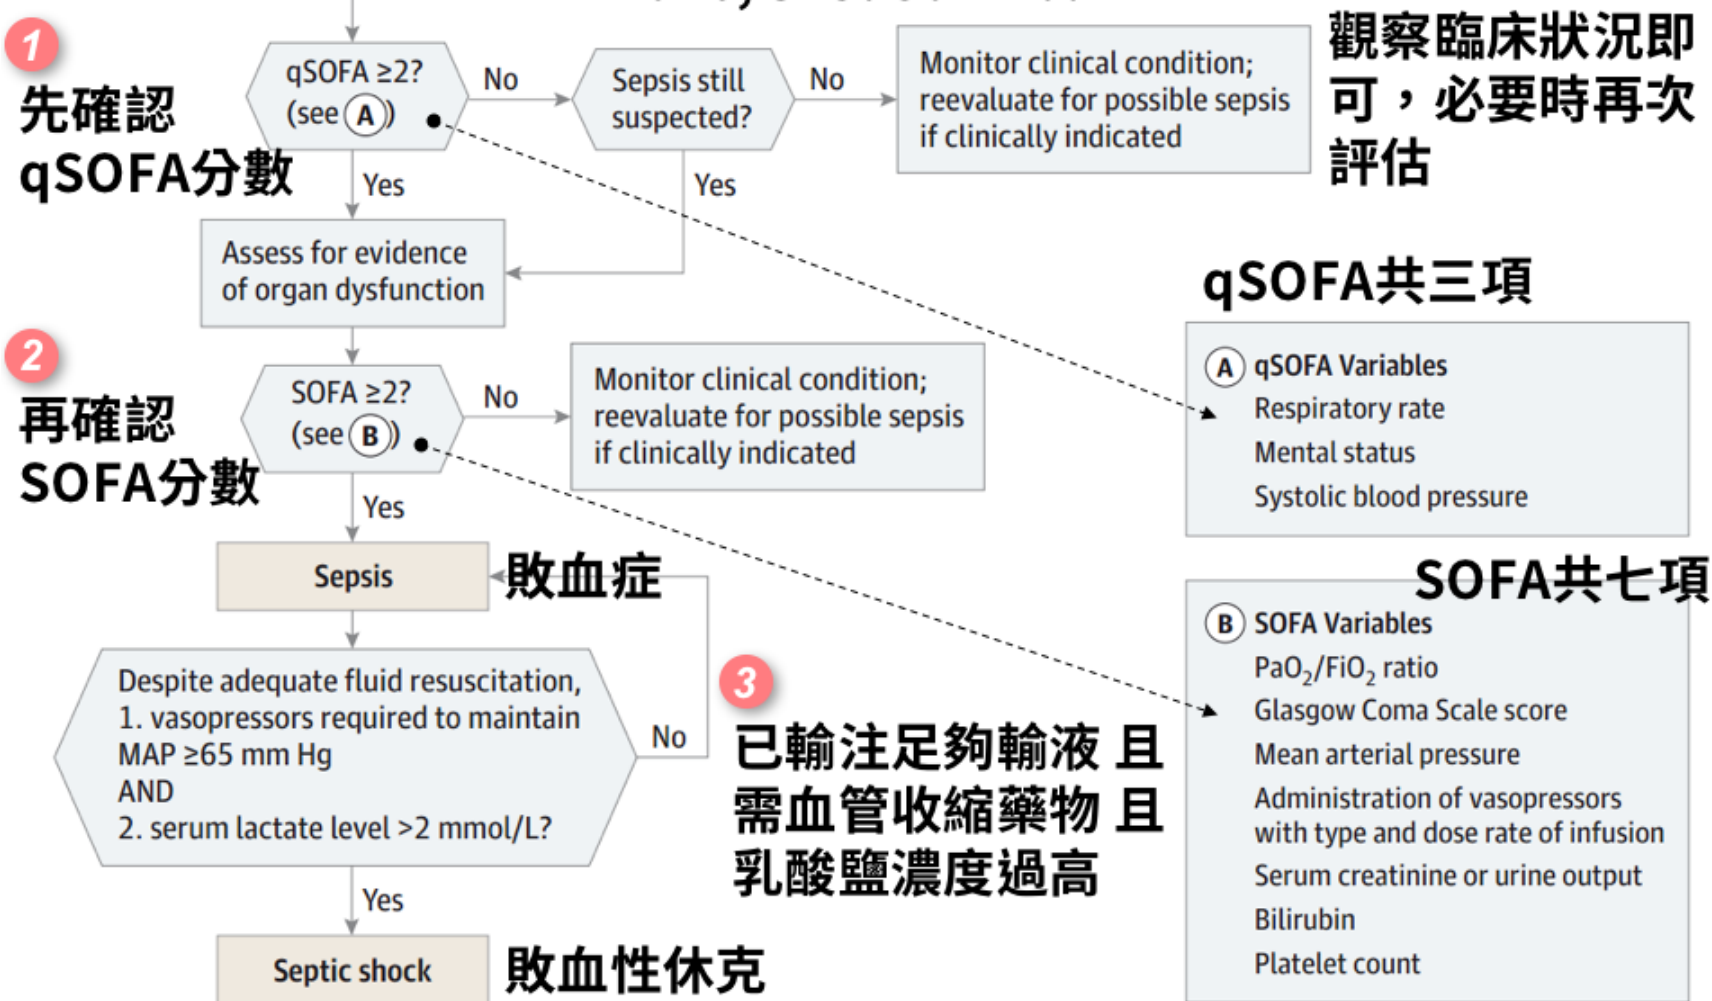 1
先確認
qSOFA分數
qSOFA ≥2?
(see A)
No
Sepsis still
suspected?
No
Monitor clinical condition;
reevaluate for possible sepsis
if clinically indicated
觀察臨床狀況即
可，必要時再次
評估
Yes
Yes
Assess for evidence
of organ dysfunction
2
再確認
SOFA分數
SOFA ≥2?
(see B)
No
Monitor clinical condition;
reevaluate for possible sepsis
if clinically indicated
Yes
Sepsis
敗血症
Despite adequate fluid resuscitation,
1. vasopressors required to maintain
MAP ≥65 mm Hg
AND
2. serum lactate level >2 mmol/L?
No
3
已輸注足夠輸液 且
需血管收縮藥物 且
乳酸鹽濃度過高
Yes
Septic shock
敗血性休克
qSOFA共三項
A qSOFA Variables
Respiratory rate
Mental status
Systolic blood pressure
SOFA共七項
B SOFA Variables
PaO₂/FiO₂ ratio
Glasgow Coma Scale score
Mean arterial pressure
Administration of vasopressors
with type and dose rate of infusion
Serum creatinine or urine output
Bilirubin
Platelet count